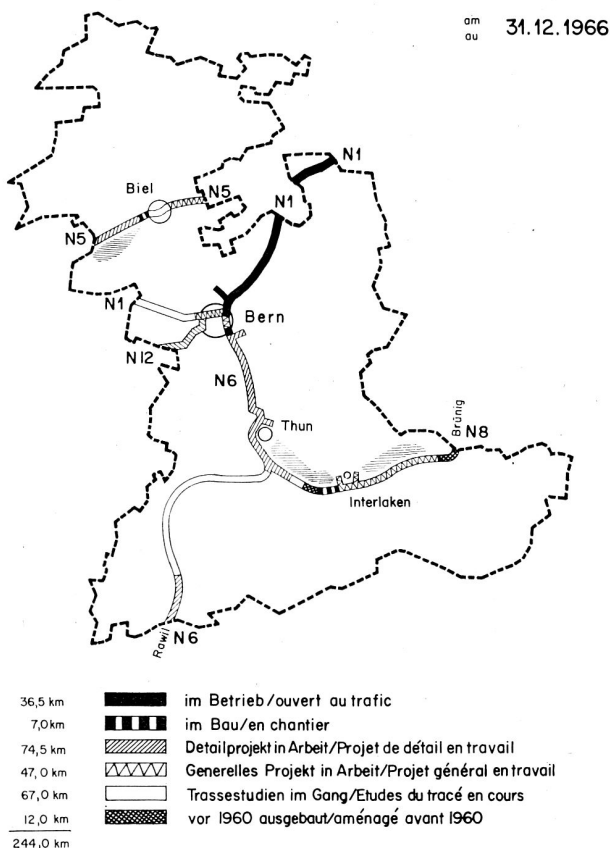 am
au 31.12.1966
N1
Biel
N5
N1
N5
N1
Bern
N12
N6
Thun
Brünig
N8
Interlaken
Rawil
N6
36,5 km im Betrieb/ouvert au trafic
7,0 km im Bau/en chantier
74,5 km Detailprojekt in Arbeit/Projet de détail en travail
47,0 km Generelles Projekt in Arbeit/Projet général en travail
67,0 km Trassestudien im Gang/Etudes du tracé en cours
12,0 km vor 1960 ausgebaut/aménagé avant 1960
244,0 km